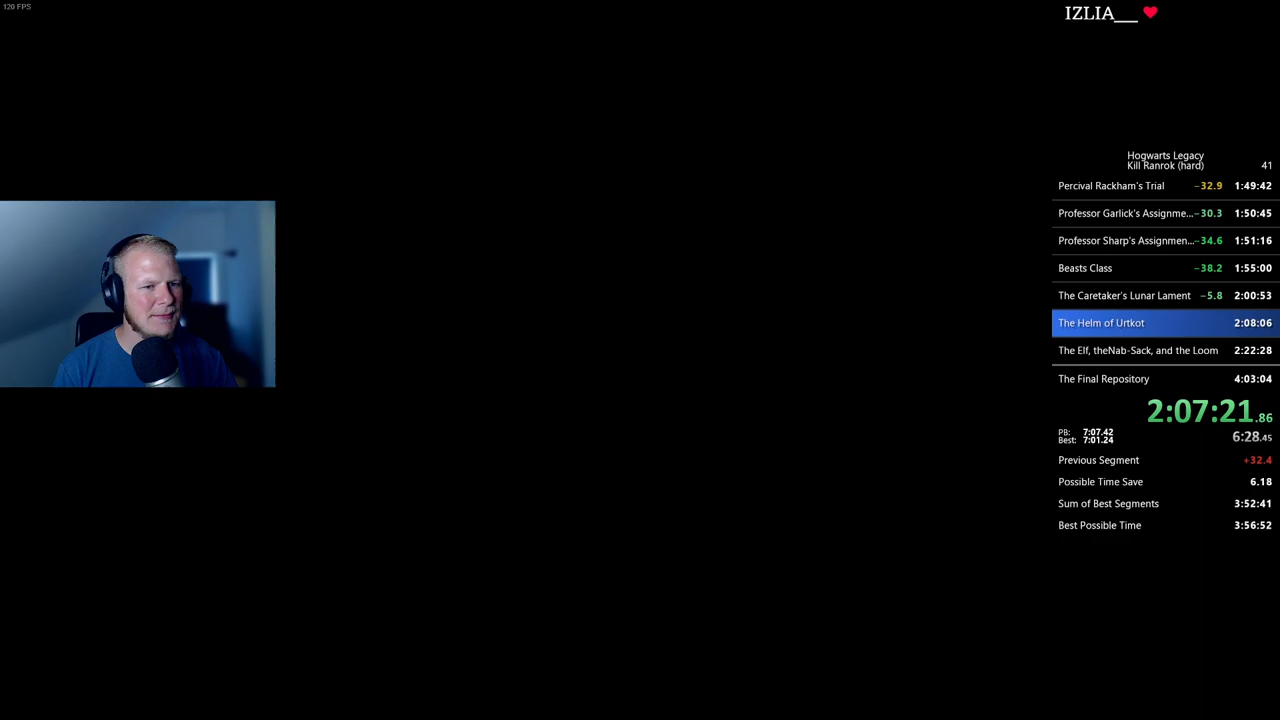 120 FPS
IZLIA__ ❤
Hogwarts Legacy
Kill Ranrok (hard) 41
Percival Rackham's Trial -32.9 1:49:42
Professor Garlick's Assignme... -30.3 1:50:45
Professor Sharp's Assignmen... -34.6 1:51:16
Beasts Class -38.2 1:55:00
The Caretaker's Lunar Lament -5.8 2:00:53
The Helm of Urtkot 2:08:06
The Elf, theNab-Sack, and the Loom 2:22:28
The Final Repository 4:03:04
2:07:21.86
PB: 7:07.42
Best: 7:01.24 6:28.45
Previous Segment +32.4
Possible Time Save 6.18
Sum of Best Segments 3:52:41
Best Possible Time 3:56:52